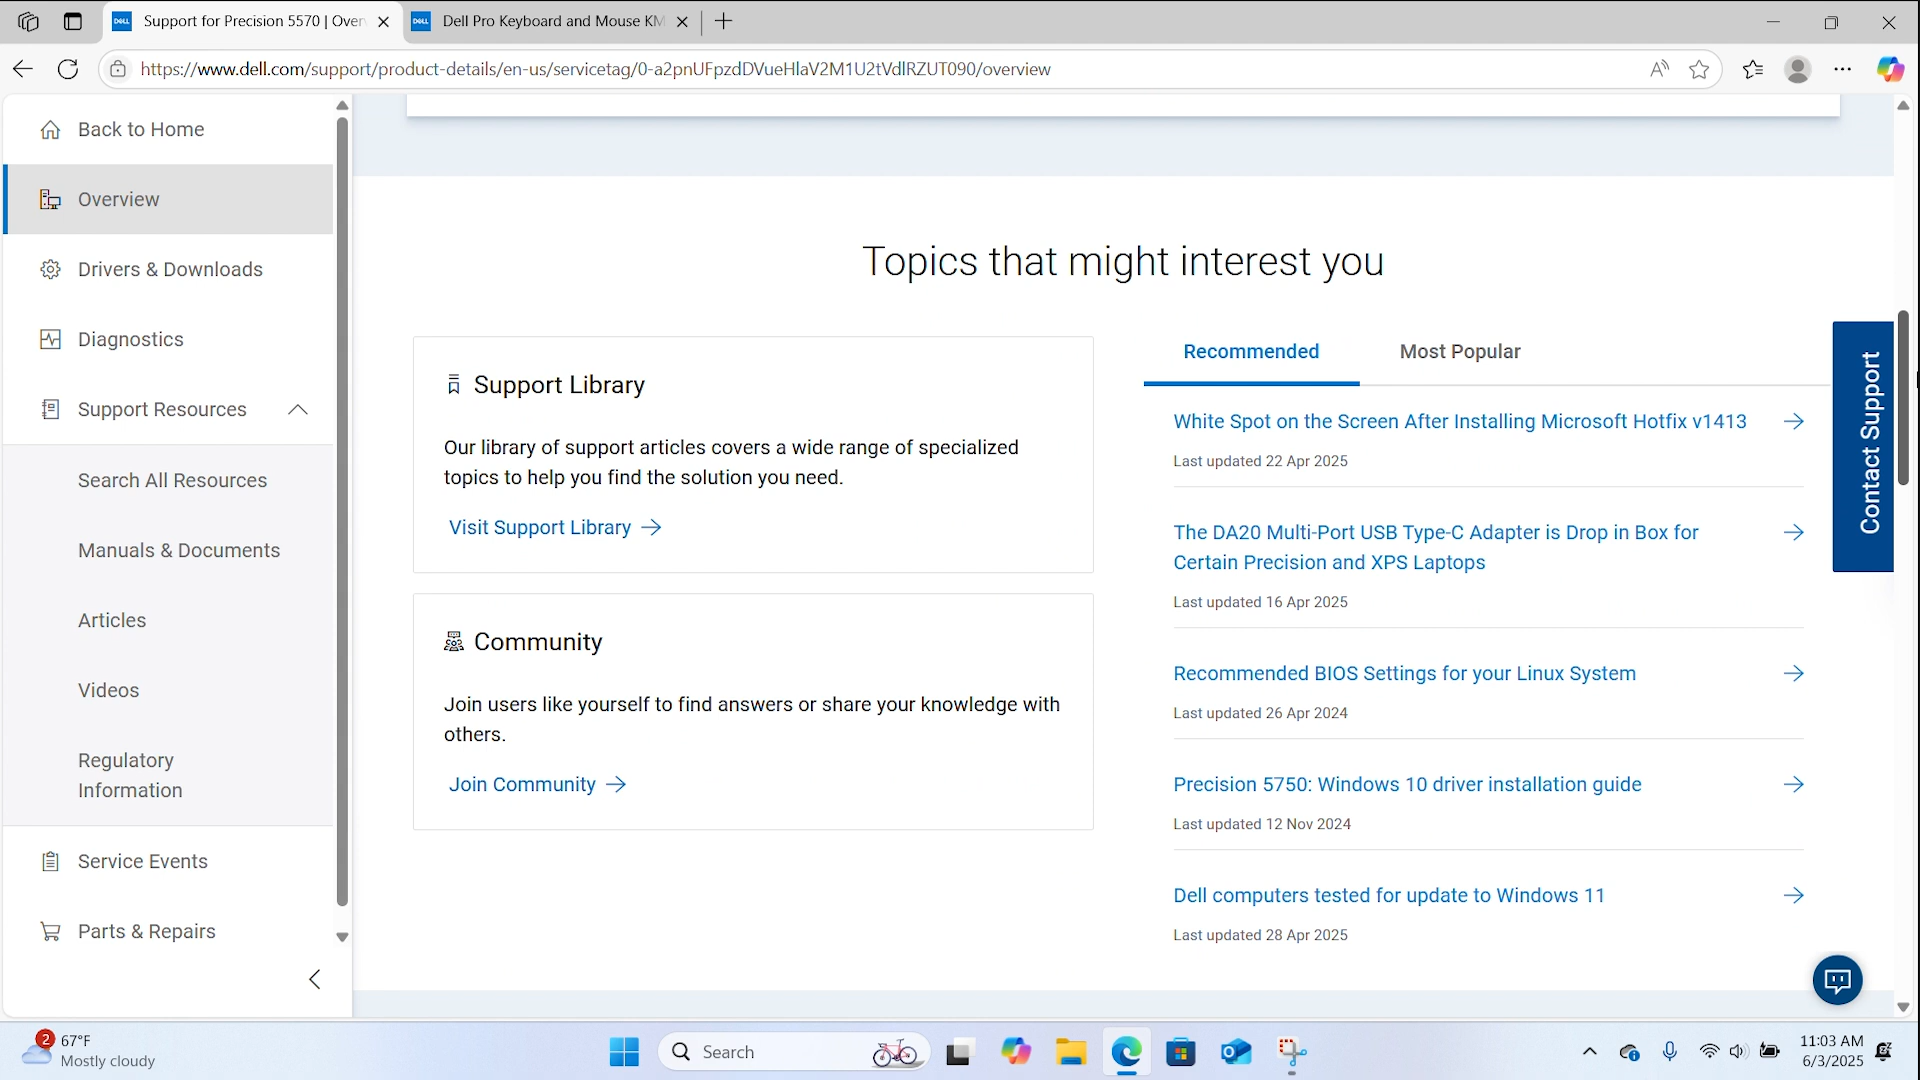 Support for Precision 5570 | Over
Dell Pro Keyboard and Mouse KM
https://www.dell.com/support/product-details/en-us/servicetag/0-a2pnUFpzdDVueHlaV2M1U2tVdlRZUT090/overview
Back to Home
Overview
Drivers & Downloads
Diagnostics
Support Resources
Search All Resources
Manuals & Documents
Articles
Videos
Regulatory
Information
Service Events
Parts & Repairs
Topics that might interest you
Support Library
Our library of support articles covers a wide range of specialized
topics to help you find the solution you need.
Visit Support Library
Community
Join users like yourself to find answers or share your knowledge with
others.
Join Community
Recommended
Most Popular
White Spot on the Screen After Installing Microsoft Hotfix v1413
Last updated 22 Apr 2025
The DA20 Multi-Port USB Type-C Adapter is Drop in Box for
Certain Precision and XPS Laptops
Last updated 16 Apr 2025
Recommended BIOS Settings for your Linux System
Last updated 26 Apr 2024
Precision 5750: Windows 10 driver installation guide
Last updated 12 Nov 2024
Dell computers tested for update to Windows 11
Last updated 28 Apr 2025
Contact Support
2
67°F
Mostly cloudy
Search
11:03 AM
6/3/2025